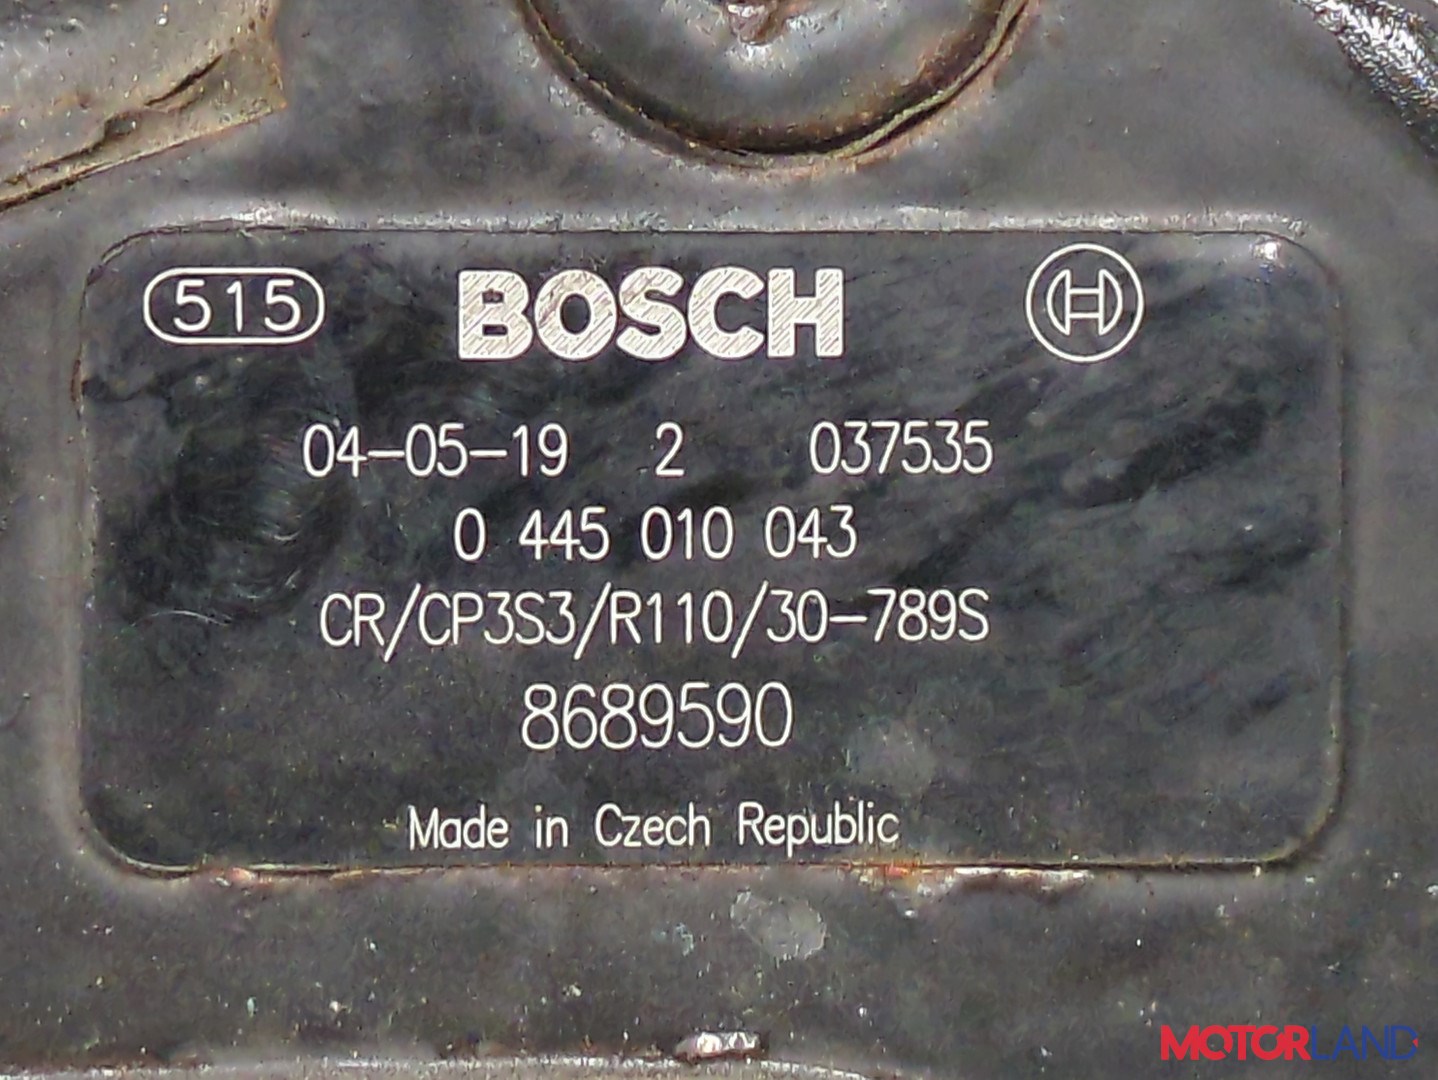 515 BOSCH
04-05-19 2 037535
0 445 010 043
CR/CP3S3/R110/30-789S
8689590
Made in Czech Republic
MOTORLAND